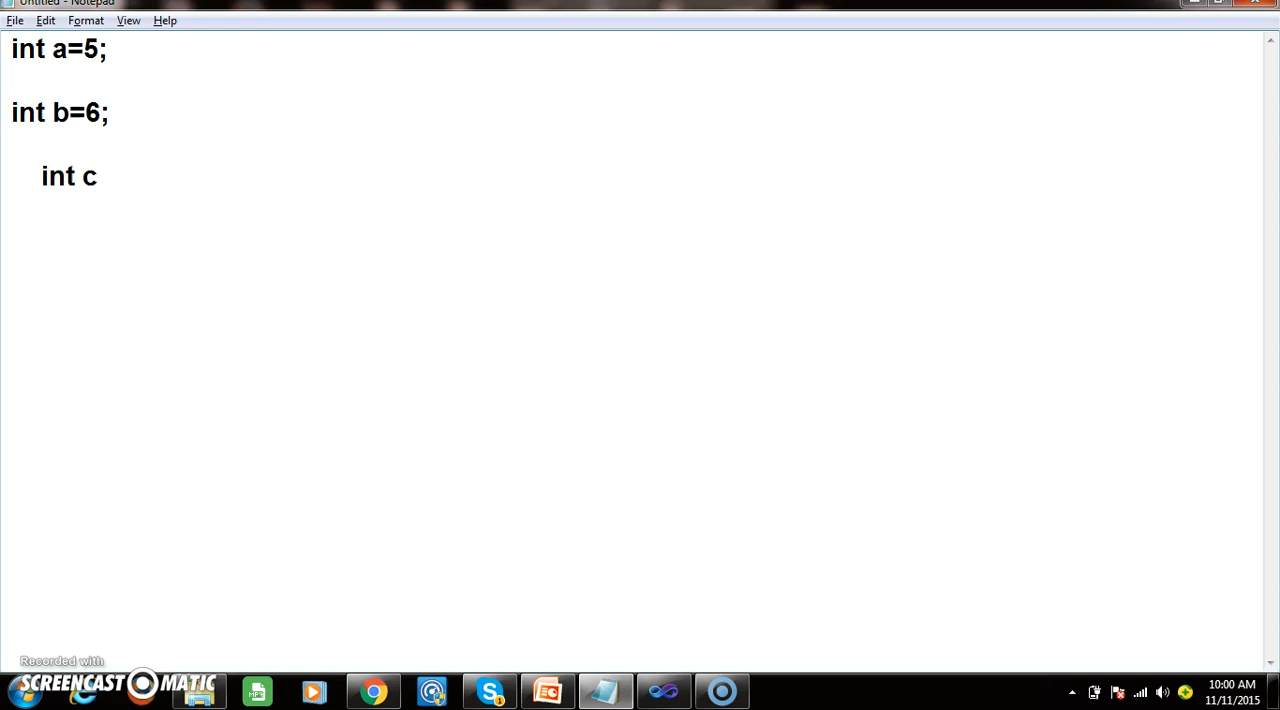 Untitled - Notepad
File Edit Format View Help
int a=5;
int b=6;
int c
Recorded with
SCREENCAST MATIC
10:00 AM
11/11/2015